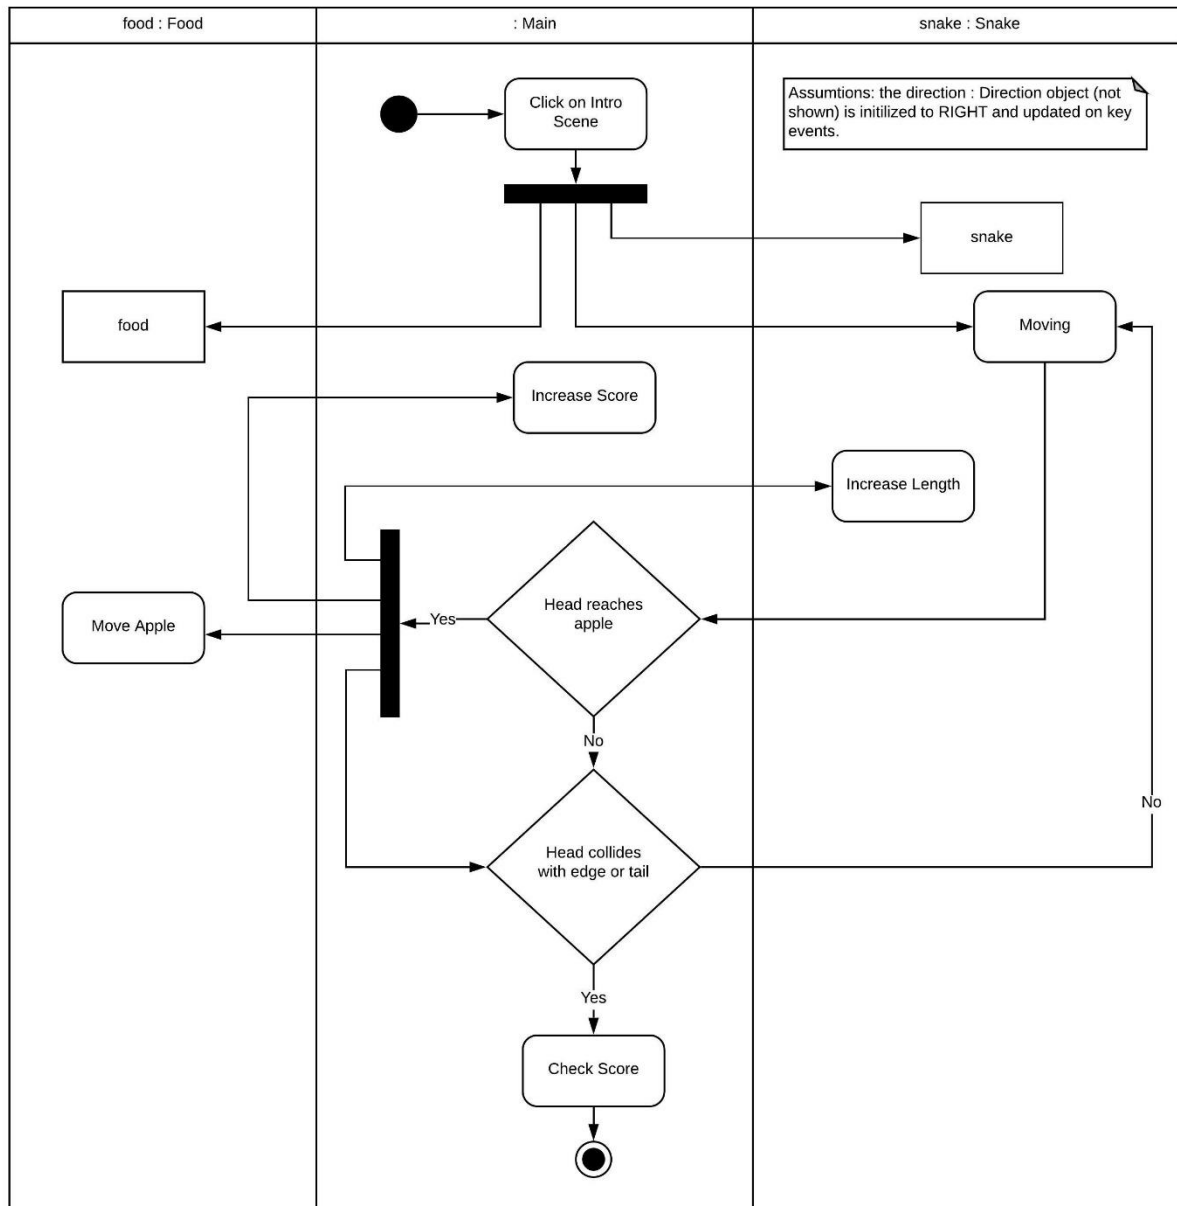 food : Food
: Main
snake : Snake
Click on Intro
Scene
Assumtions: the direction : Direction object (not
shown) is initilized to RIGHT and updated on key
events.
snake
food
Moving
Increase Score
Increase Length
Head reaches
apple
Yes
Move Apple
No
Head collides
with edge or tail
No
Yes
Check Score